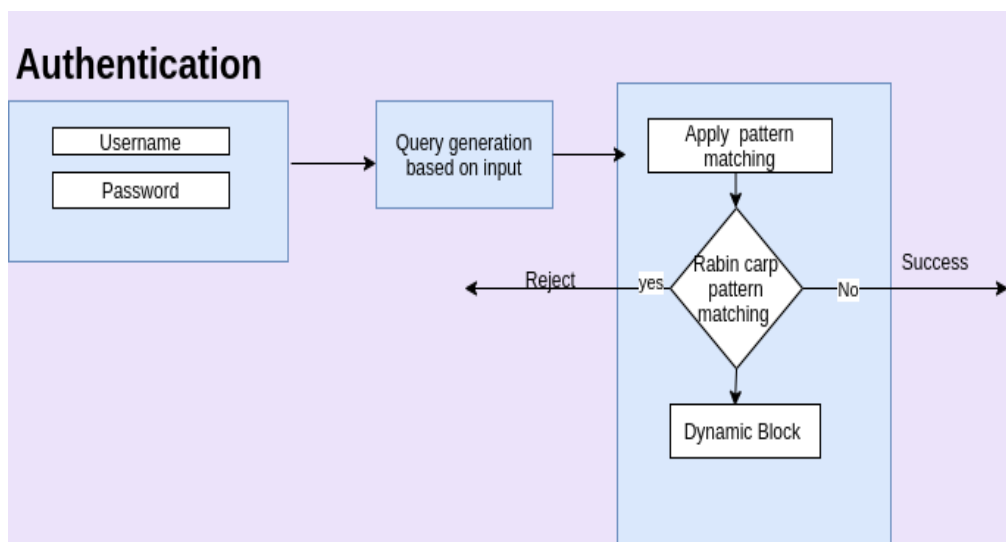 Authentication
Username
Password
Query generation
based on input
Apply pattern
matching
Rabin carp
pattern
matching
yes
Reject
No
Success
Dynamic Block